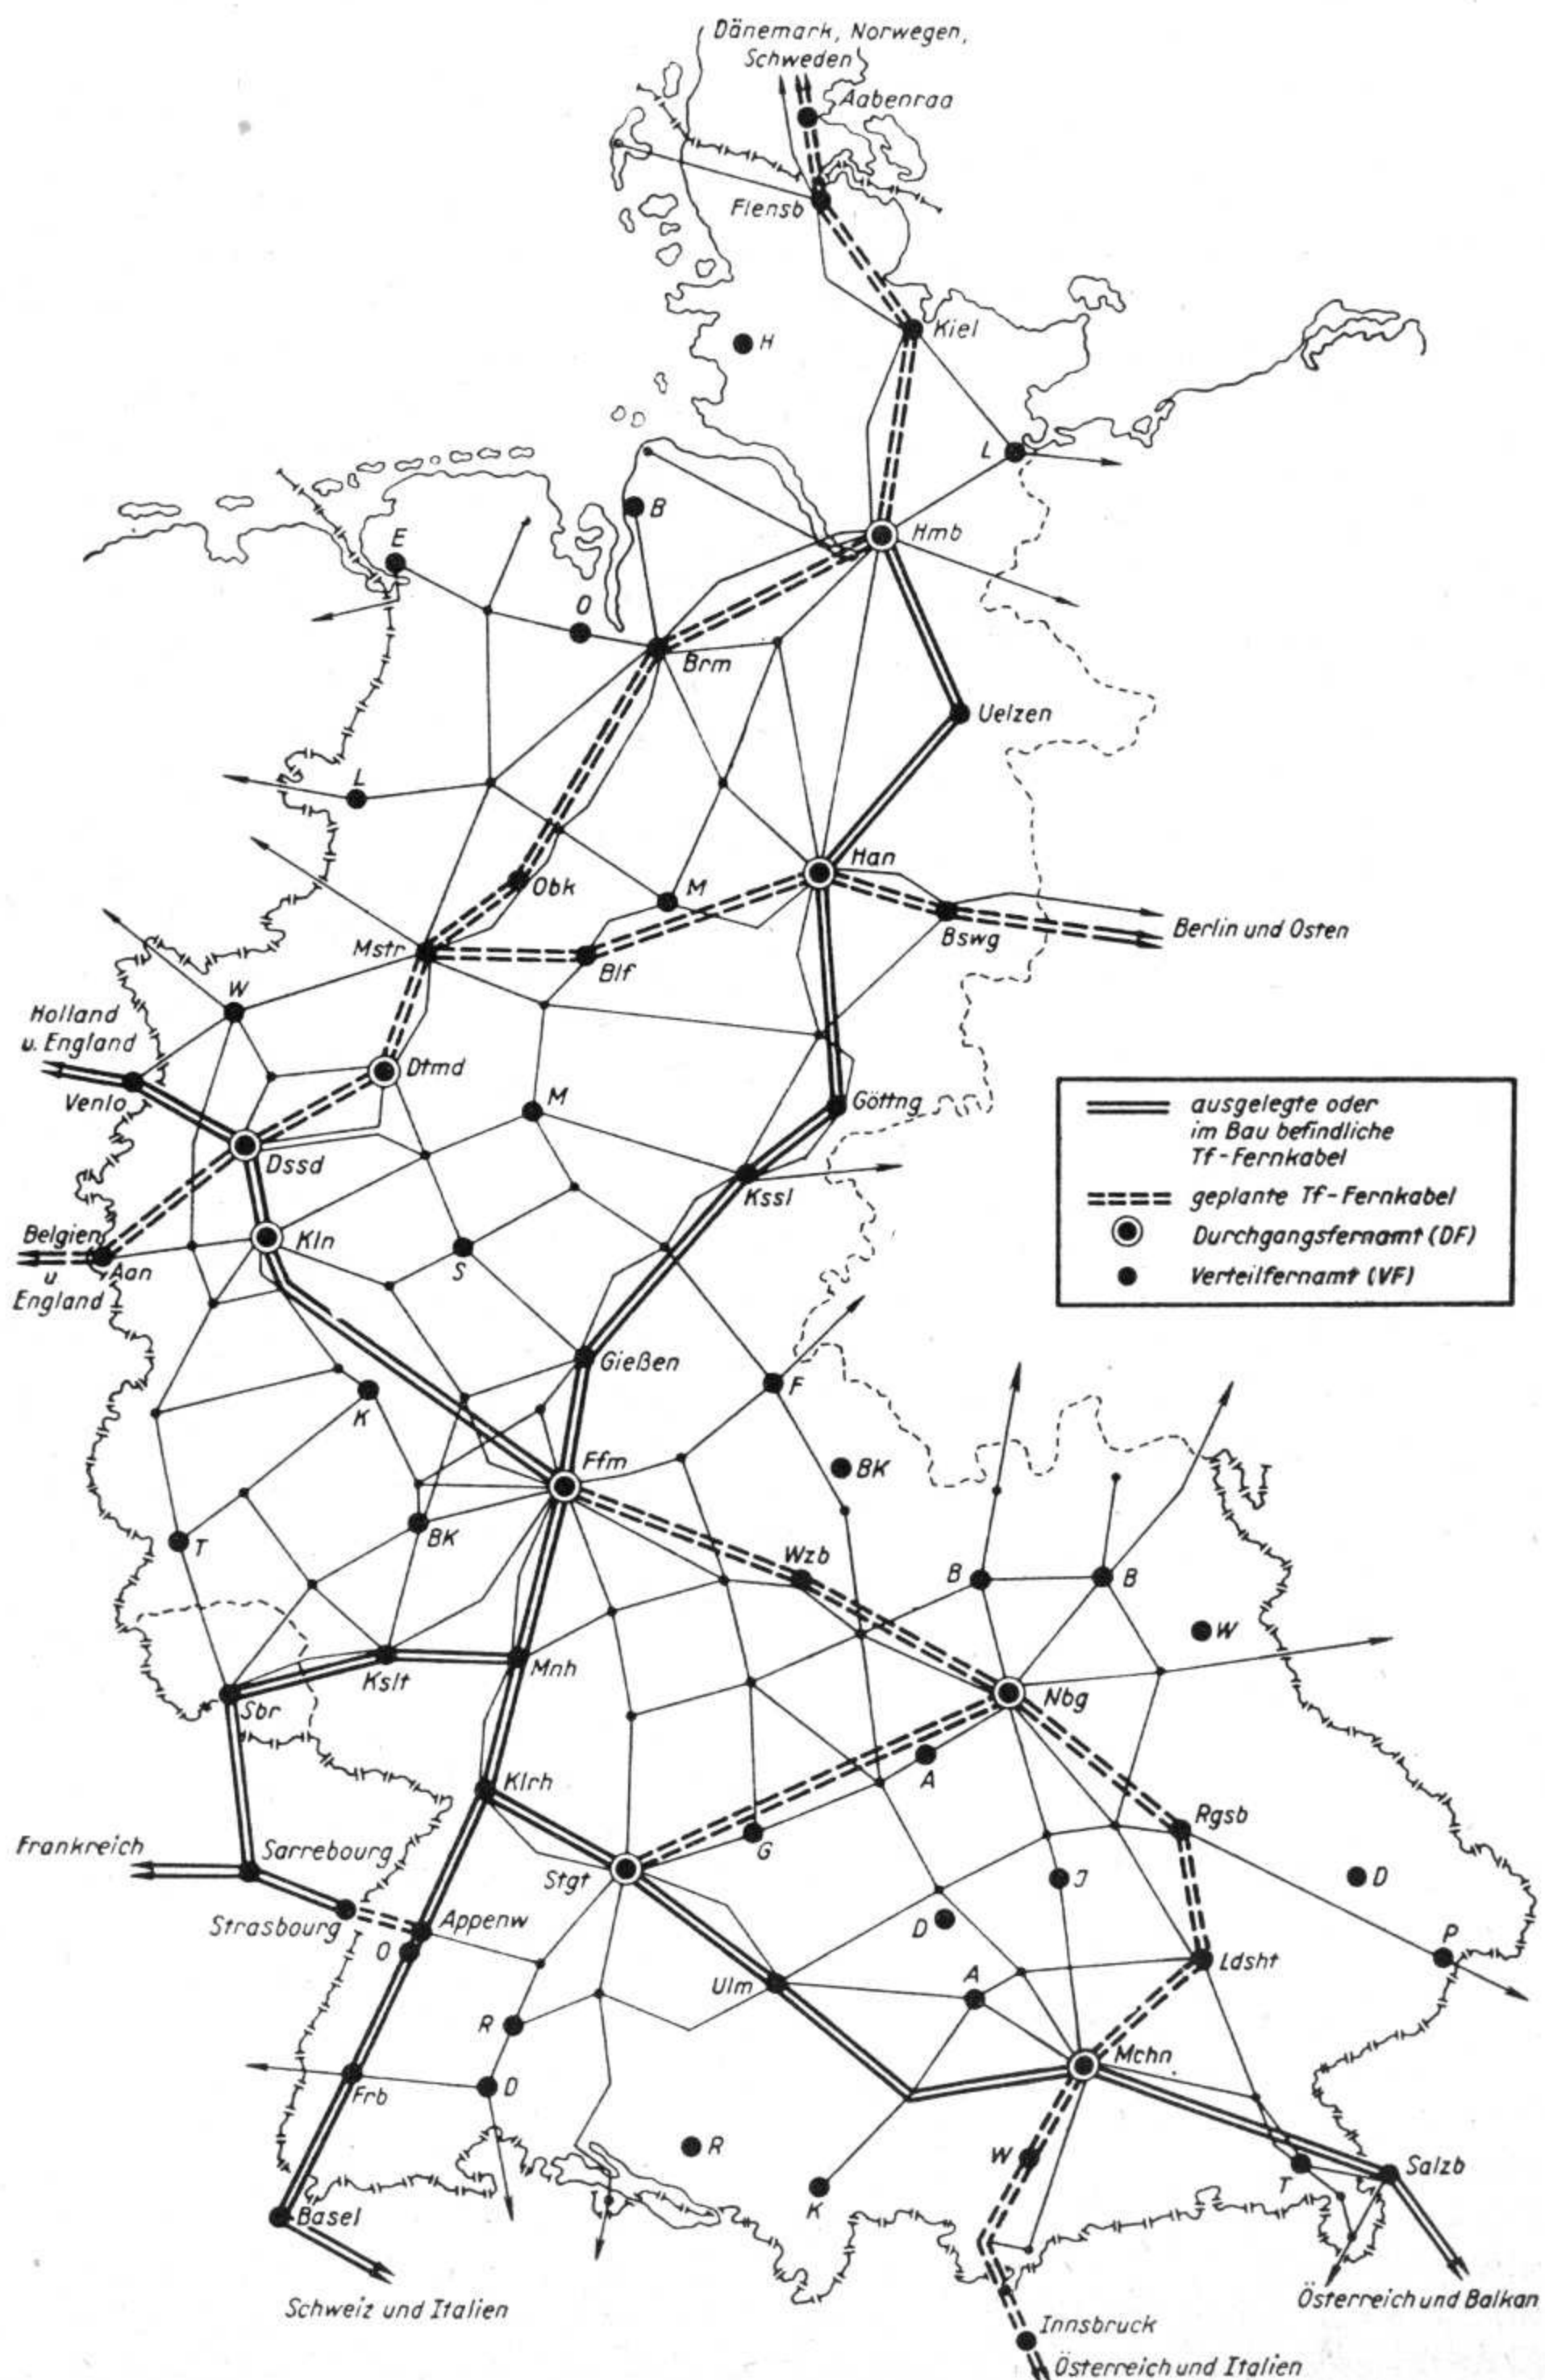 Dänemark, Norwegen,
Schweden
Aabenraa
Flensb
Kiel
H
L
B
Hmb
E
O
Brm
Uelzen
L
Han
Obk
M
Mstr
Blf
Bswg
Berlin und Osten
W
Holland
u. England
Dtmd
Venlo
M
Göttng
Dssd
Kssl
Kln
Belgien
Aan
u
England
S
ausgelegte oder
im Bau befindliche
Tf-Fernkabel
geplante Tf-Fernkabel
Durchgangsfernamt (DF)
Verteilfernamt (VF)
Gießen
F
K
Ffm
BK
BK
T
Wzb
B
B
W
Kslt
Mnh
Sbr
Nbg
A
Klrh
Rgsb
G
Frankreich
Sarrebourg
Stgt
J
D
Strasbourg
Appenw
O
D
P
Ulm
A
Ldsht
R
Mchn
Frb
D
R
W
K
T
Salzb
Basel
Schweiz und Italien
Österreich und Balkan
Innsbruck
Österreich und Italien